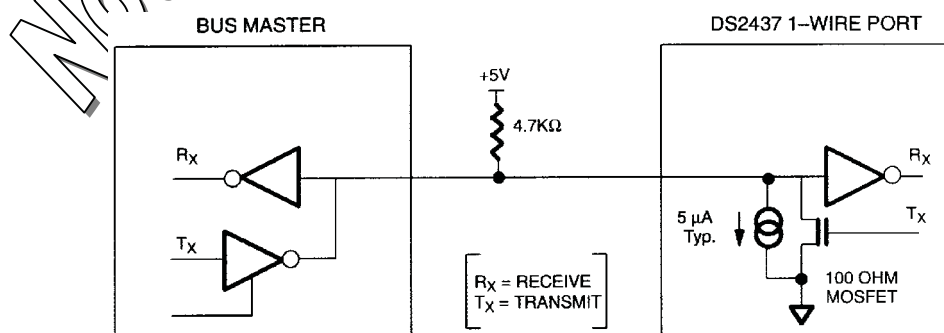 BUS MASTER
DS2437 1–WIRE PORT
+5V
4.7KΩ
RX
TX
RX
TX
5 µA
Typ.
100 OHM
MOSFET
RX = RECEIVE
TX = TRANSMIT